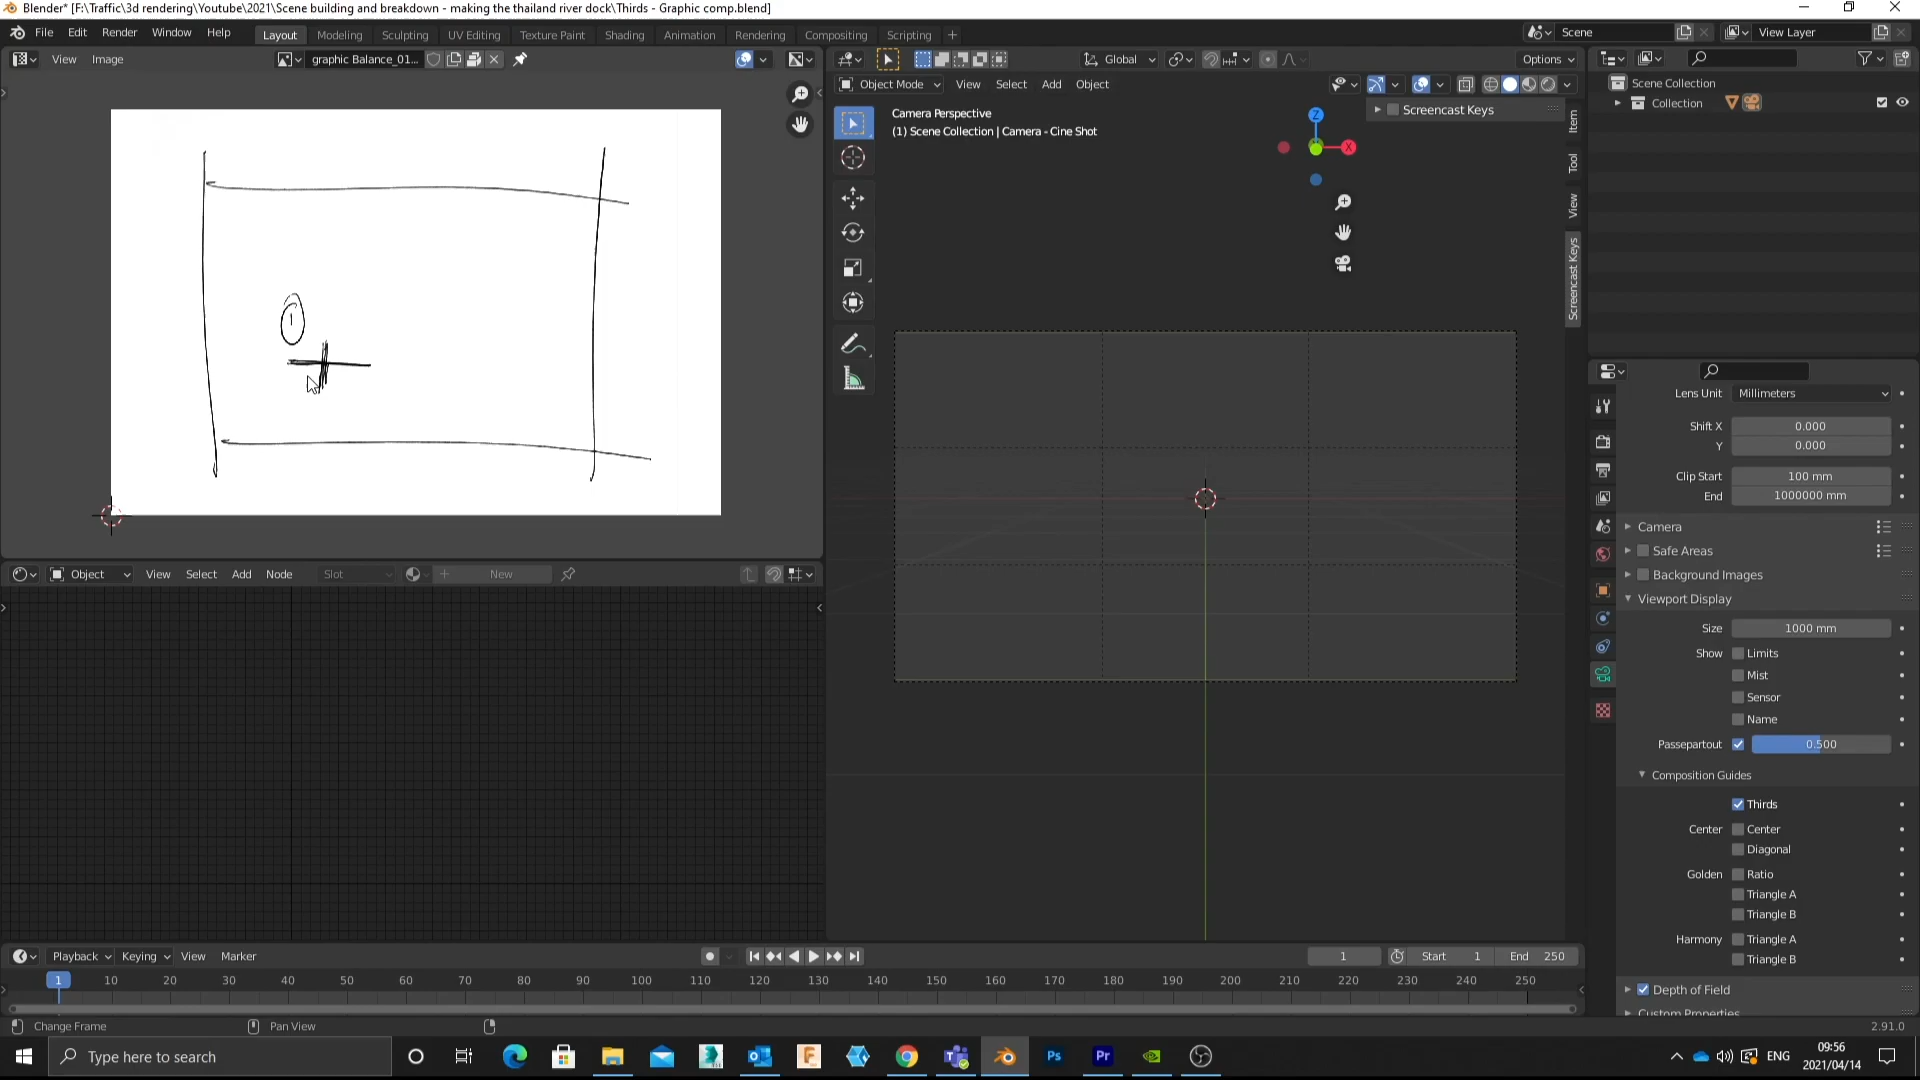 Blender* [F:\Traffic\3d rendering\Youtube\2021\Scene building and breakdown - making the thailand river dock\Thirds - Graphic comp.blend]
File Edit Render Window Help Layout Modeling Sculpting UV Editing Texture Paint Shading Animation Rendering Compositing Scripting + Scene View Layer
View Image graphic Balance_01... Global Options
Object Mode View Select Add Object
Camera Perspective
(1) Scene Collection | Camera - Cine Shot
Screencast Keys
Z
X
Item
Tool
View
Screencast Keys
1
Scene Collection
Collection
Lens Unit Millimeters
Shift X 0.000
Y 0.000
Clip Start 100 mm
End 1000000 mm
Camera
Safe Areas
Background Images
Viewport Display
Size 1000 mm
Show Limits
Mist
Sensor
Name
Passepartout 0.500
Composition Guides
Thirds
Center Center
Diagonal
Golden Ratio
Triangle A
Triangle B
Harmony Triangle A
Triangle B
Depth of Field
Custom Properties
Object View Select Add Node Slot New
Playback Keying View Marker 1 Start 1 End 250
1 10 20 30 40 50 60 70 80 90 100 110 120 130 140 150 160 170 180 190 200 210 220 230 240 250
Change Frame Pan View 2.91.0
Type here to search Ps Pr ENG 09:56
2021/04/14